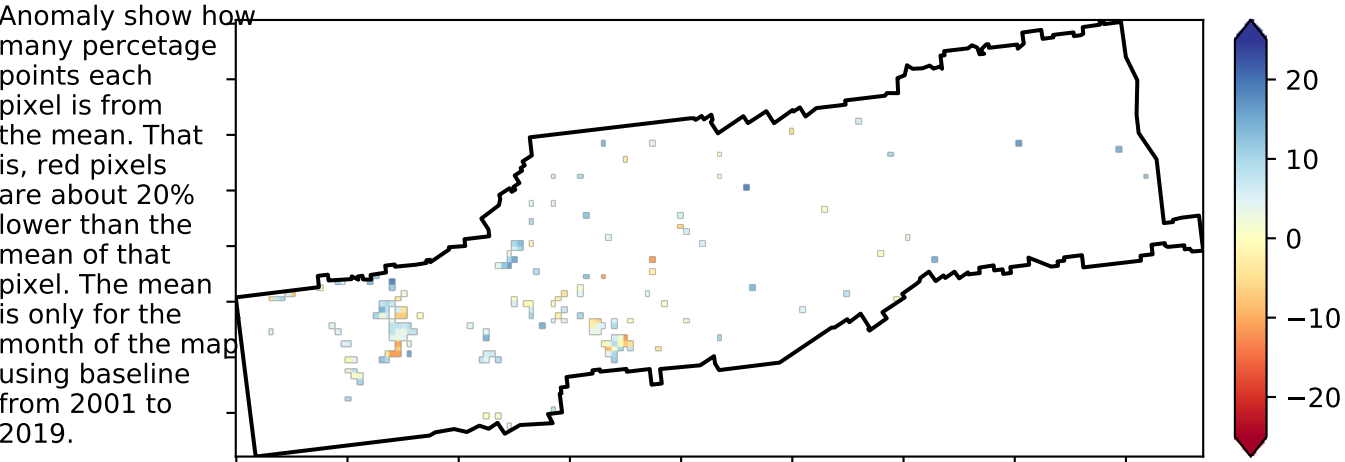 Anomaly show how
many percetage
points each
pixel is from
the mean. That
is, red pixels
are about 20%
lower than the
mean of that
pixel. The mean
is only for the
month of the map
using baseline
from 2001 to
2019.
20
10
0
−10
−20